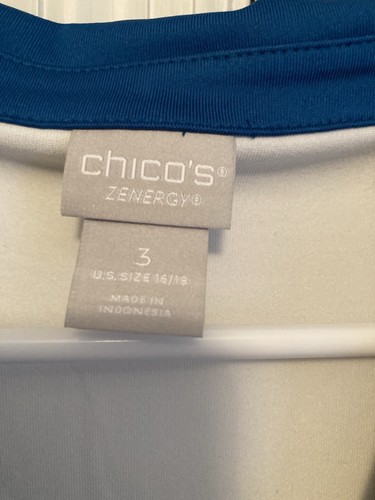 chico's®
ZENERGY®
3
U.S. SIZE 16/18
MADE IN
INDONESIA